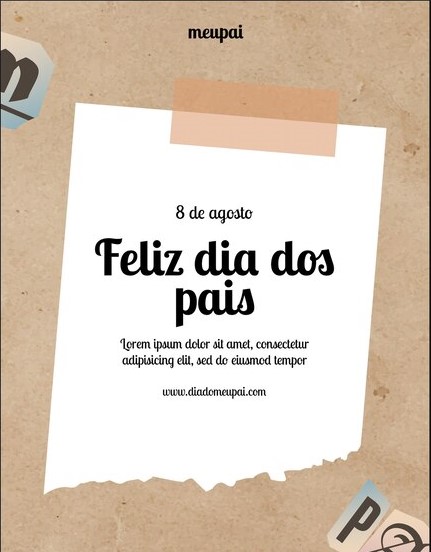 meupai
m
8 de agosto
Feliz dia dos
pais
Lorem ipsum dolor sit amet, consectetur
adipisicing elit, sed do eiusmod tempor
www.diadomeupai.com
P